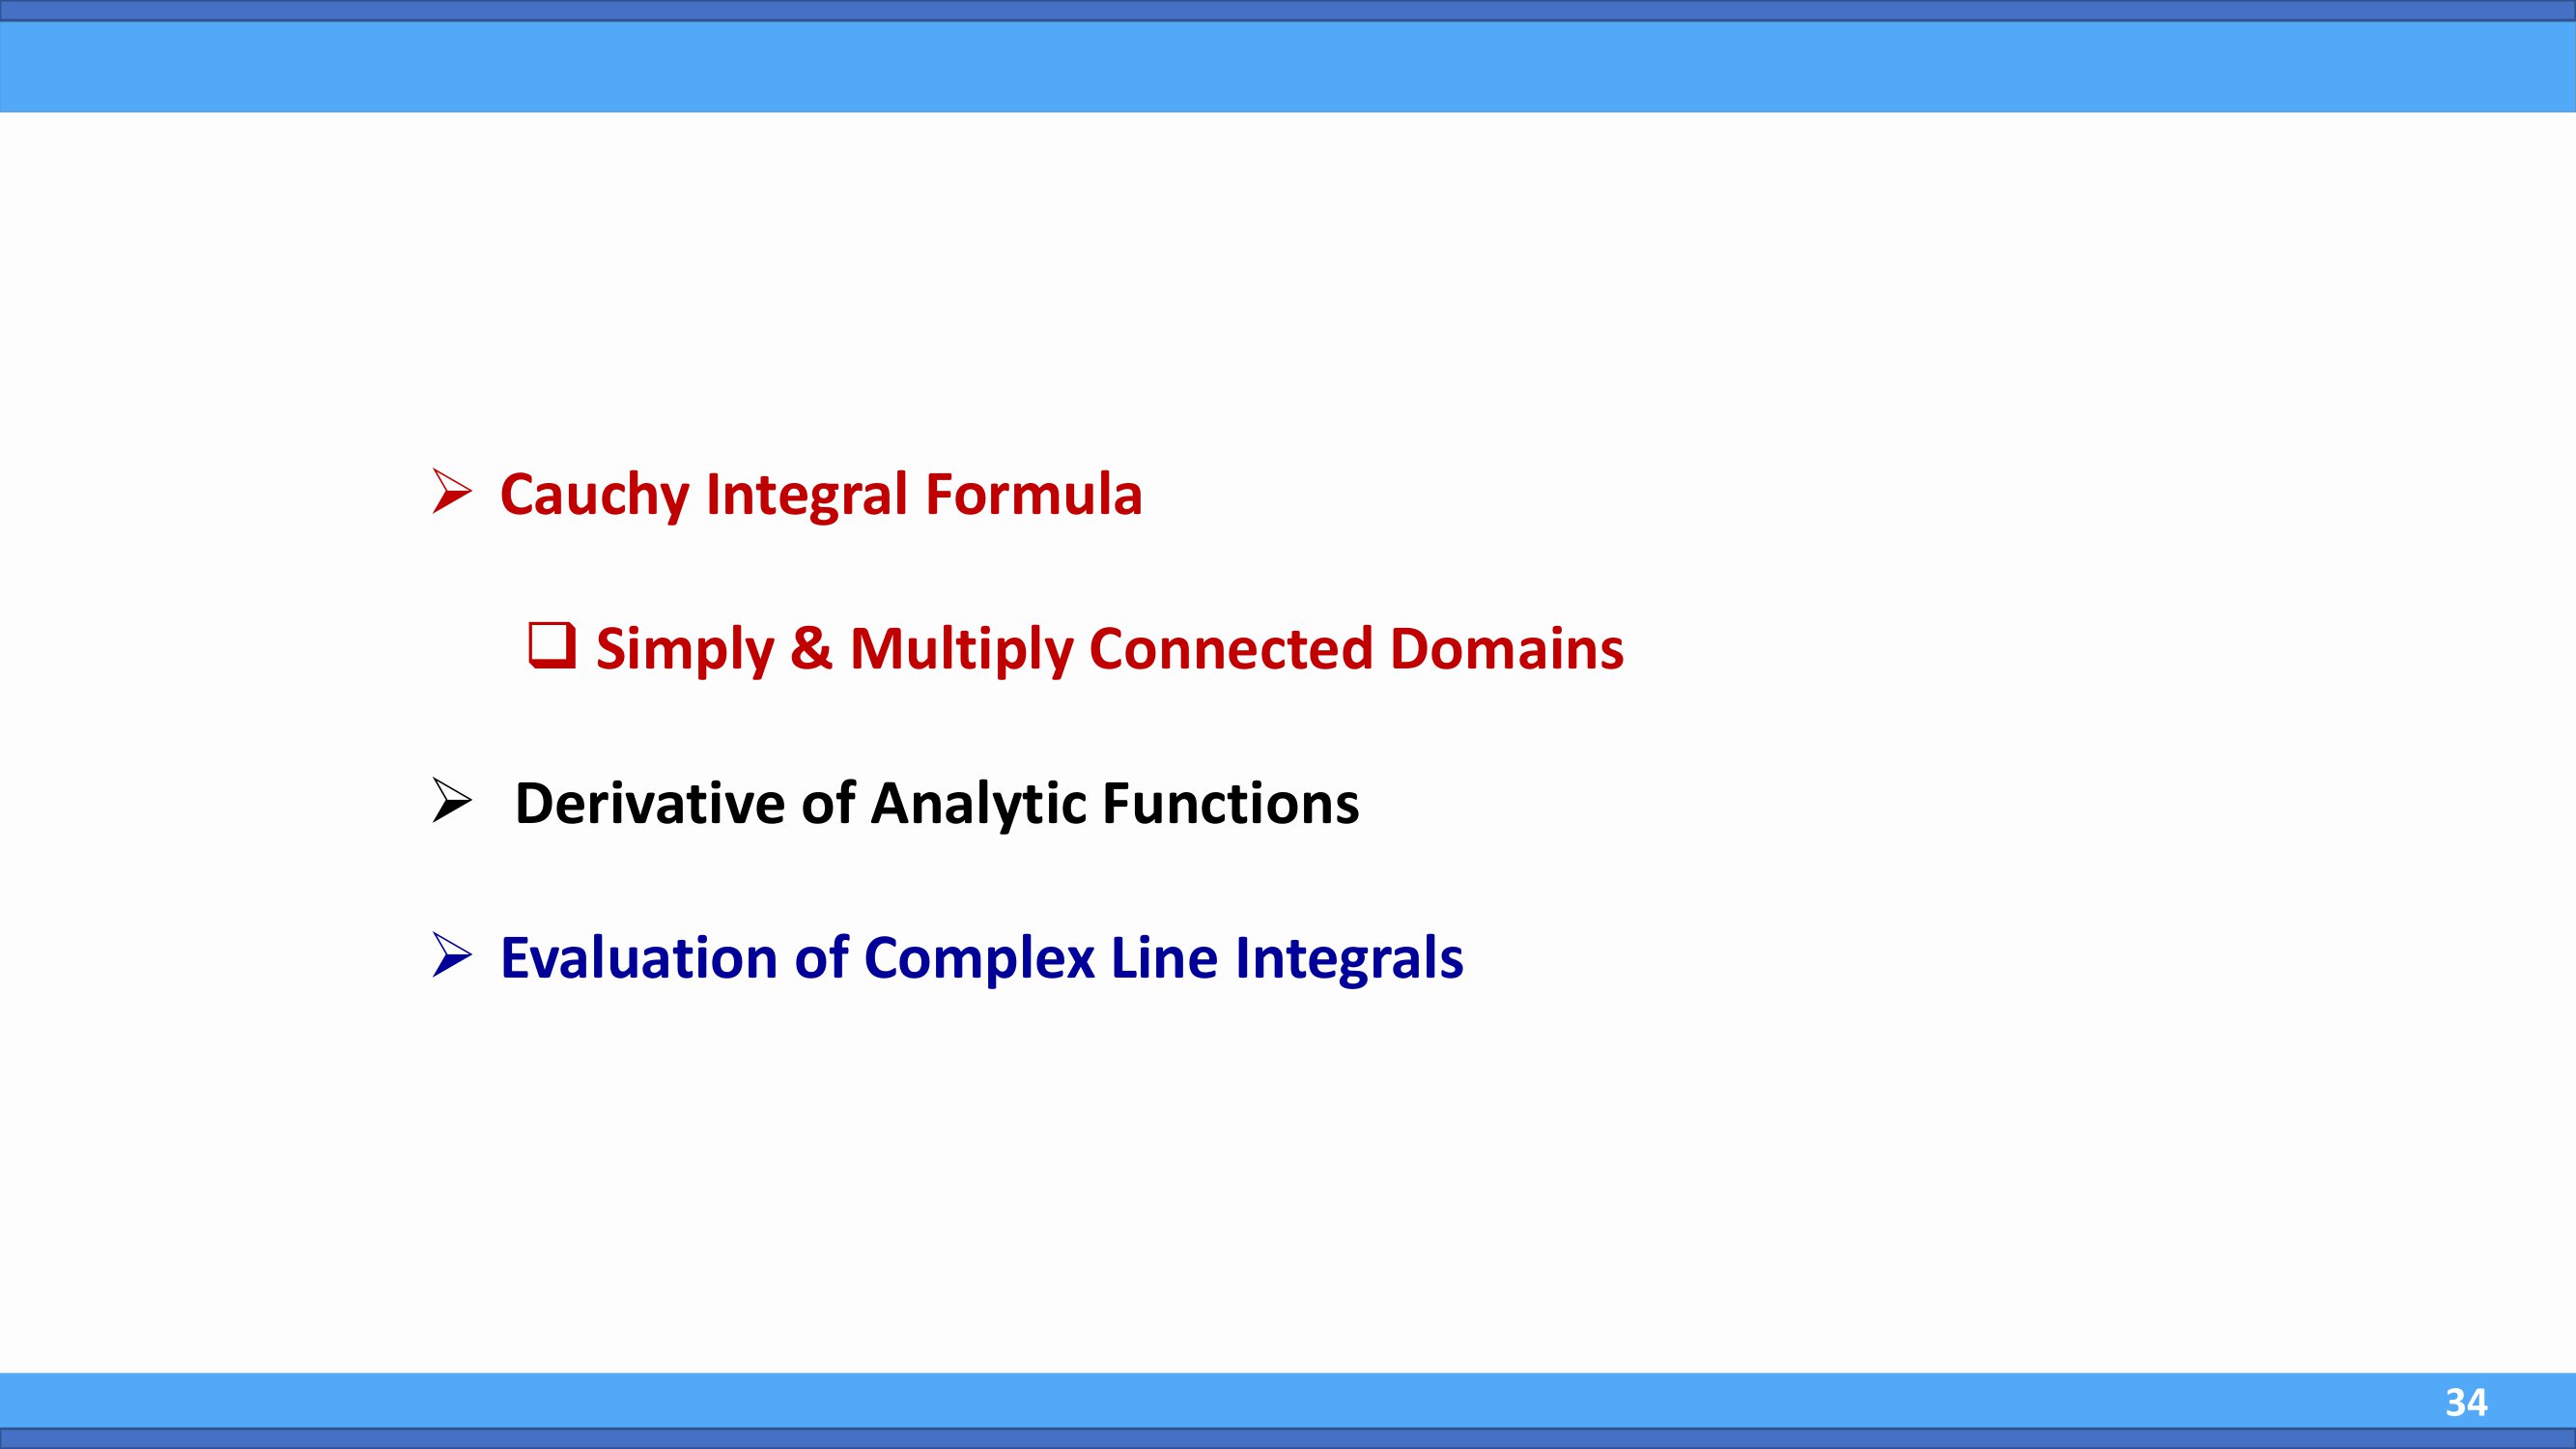 ➢ Cauchy Integral Formula
❑ Simply & Multiply Connected Domains
➢ Derivative of Analytic Functions
➢ Evaluation of Complex Line Integrals
34